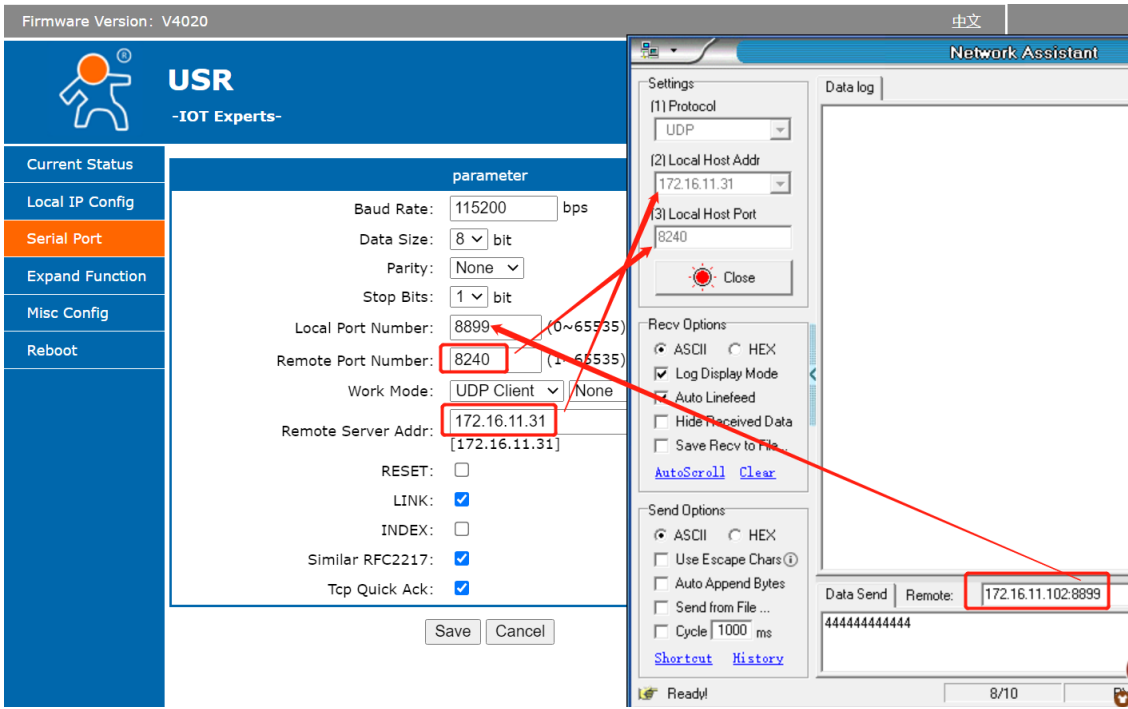 Firmware Version: V4020
中文
®
USR
-IOT Experts-
Current Status
Local IP Config
Serial Port
Expand Function
Misc Config
Reboot
parameter
Baud Rate: 115200 bps
Data Size: 8 bit
Parity: None
Stop Bits: 1 bit
Local Port Number: 8899 (0~65535)
Remote Port Number: 8240 (1~65535)
Work Mode: UDP Client None
Remote Server Addr: 172.16.11.31
[172.16.11.31]
RESET:
LINK:
INDEX:
Similar RFC2217:
Tcp Quick Ack:
Save Cancel
Network Assistant
Settings
(1) Protocol
UDP
(2) Local Host Addr
172.16.11.31
(3) Local Host Port
8240
Close
Recv Options
ASCII HEX
Log Display Mode
Auto Linefeed
Hide Received Data
Save Recv to File...
AutoScroll Clear
Send Options
ASCII HEX
Use Escape Chars
Auto Append Bytes
Send from File ...
Cycle 1000 ms
Shortcut History
Data log
Data Send Remote: 172.16.11.102:8899
444444444444
Ready!
8/10